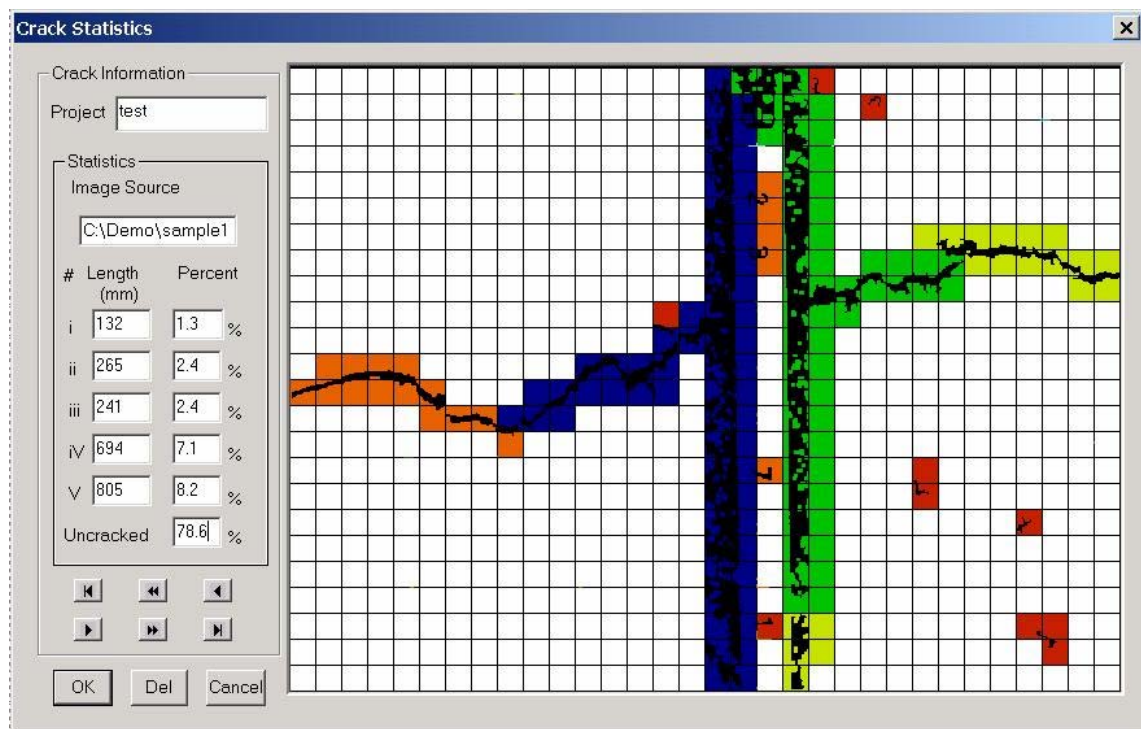 Crack Statistics
Crack Information
Project test
Statistics
Image Source
C:\Demo\sample1
# Length (mm) Percent
i 132 1.3 %
ii 265 2.4 %
iii 241 2.4 %
iV 694 7.1 %
V 805 8.2 %
Uncracked 78.6 %
OK Del Cancel